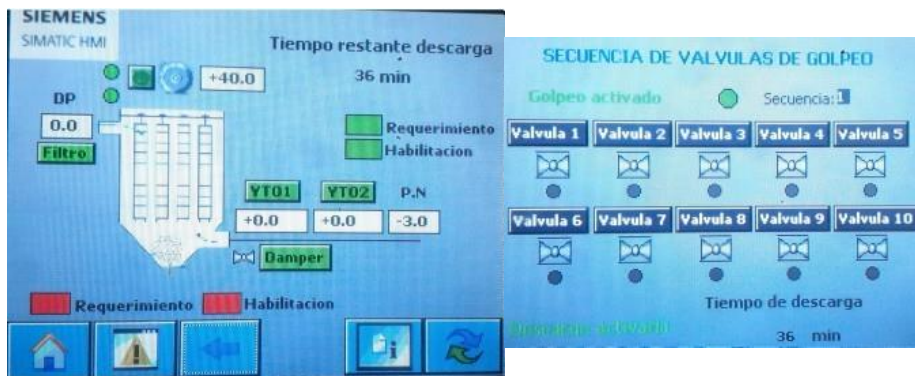 SIEMENS
SIMATIC HMI
Tiempo restante descarga
36 min
+40.0
DP
0.0
Filtro
Requerimiento
Habilitacion
YT01 YT02 P.N
+0.0 +0.0 -3.0
Damper
Requerimiento Habilitacion
i
SECUENCIA DE VALVULAS DE GOLPEO
Golpeo activado Secuencia:1
Valvula 1 Valvula 2 Valvula 3 Valvula 4 Valvula 5
Valvula 6 Valvula 7 Valvula 8 Valvula 9 Valvula 10
Tiempo de descarga
activada
36 min